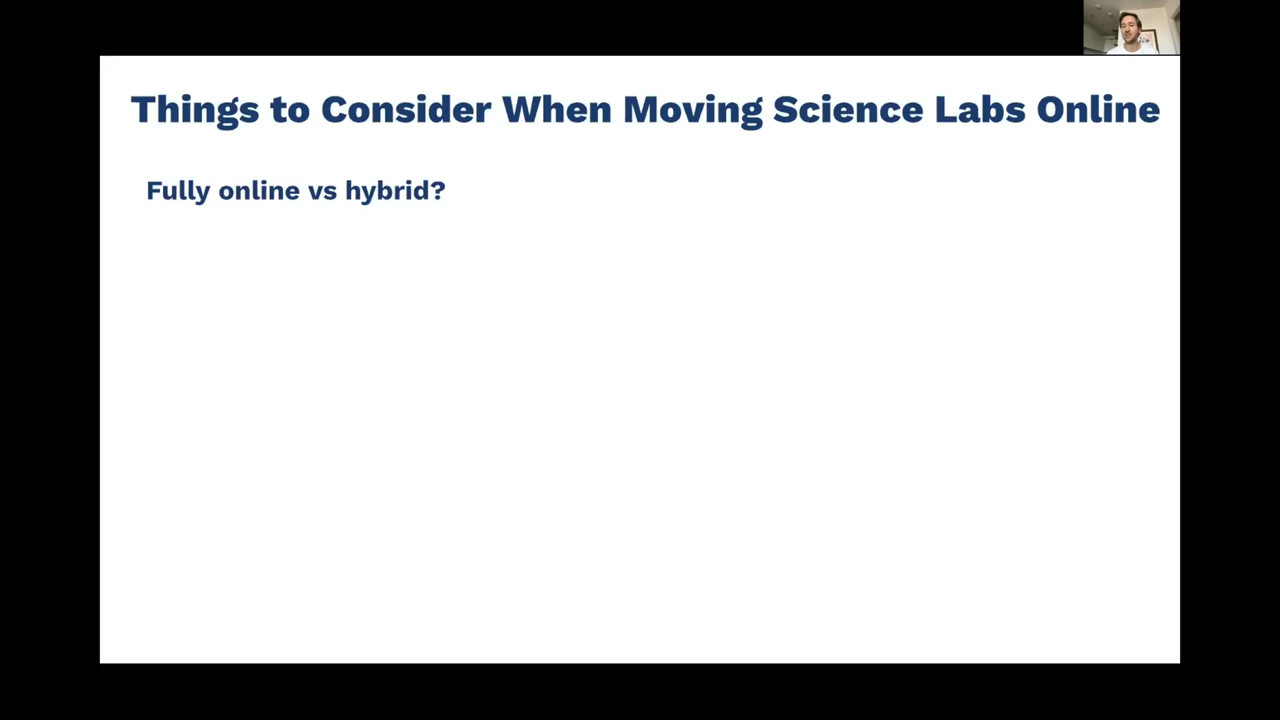 Things to Consider When Moving Science Labs Online
Fully online vs hybrid?